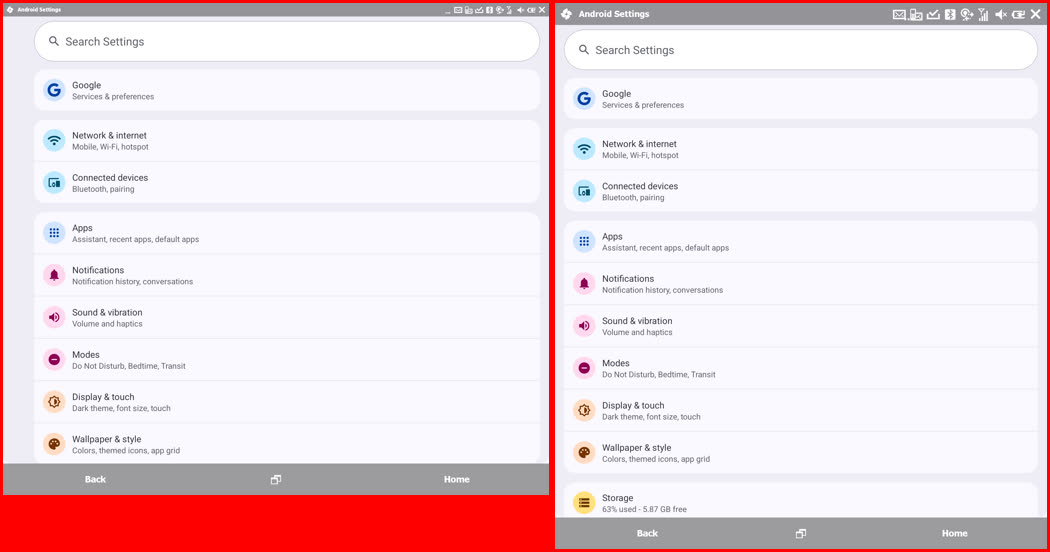 Android Settings
Search Settings
Google
Services & preferences
Network & internet
Mobile, Wi-Fi, hotspot
Connected devices
Bluetooth, pairing
Apps
Assistant, recent apps, default apps
Notifications
Notification history, conversations
Sound & vibration
Volume and haptics
Modes
Do Not Disturb, Bedtime, Transit
Display & touch
Dark theme, font size, touch
Wallpaper & style
Colors, themed icons, app grid
Back
Home
Android Settings
Search Settings
Google
Services & preferences
Network & internet
Mobile, Wi-Fi, hotspot
Connected devices
Bluetooth, pairing
Apps
Assistant, recent apps, default apps
Notifications
Notification history, conversations
Sound & vibration
Volume and haptics
Modes
Do Not Disturb, Bedtime, Transit
Display & touch
Dark theme, font size, touch
Wallpaper & style
Colors, themed icons, app grid
Storage
63% used - 5.87 GB free
Back
Home